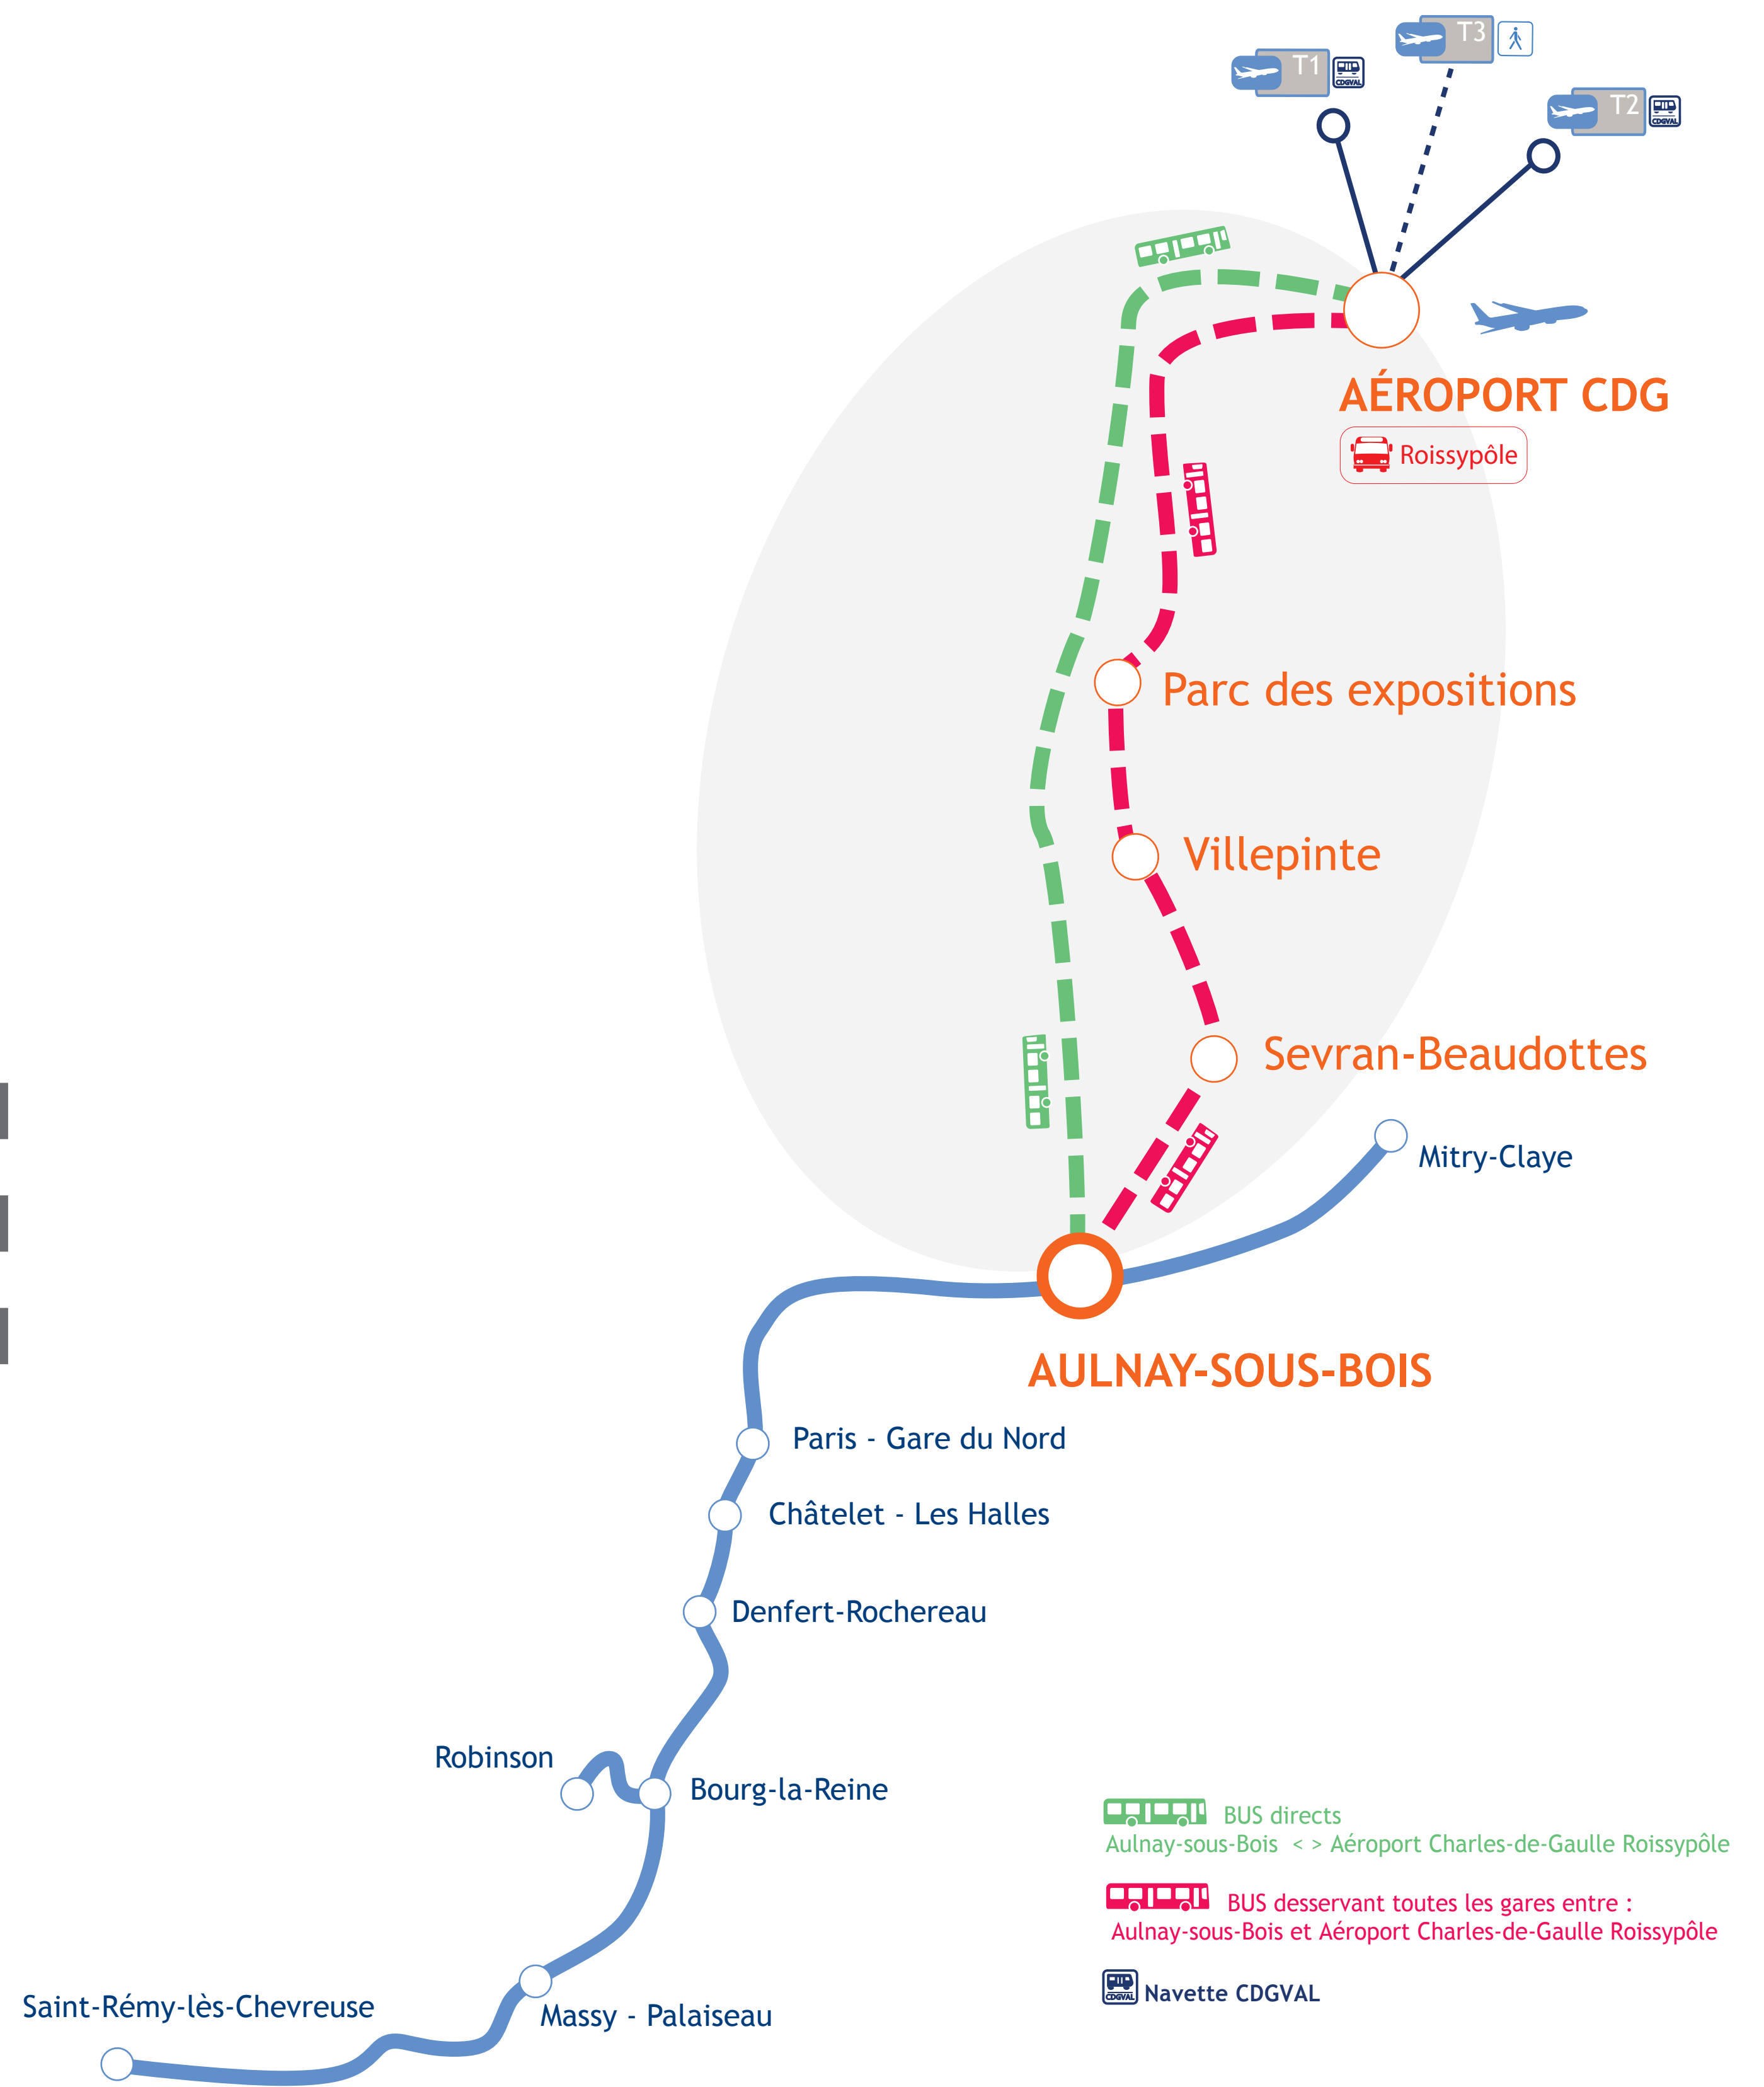 T3
T1
CDGVAL
T2
CDGVAL
AÉROPORT CDG
Roissypôle
Parc des expositions
Villepinte
Sevran-Beaudottes
Mitry-Claye
AULNAY-SOUS-BOIS
Paris - Gare du Nord
Châtelet - Les Halles
Denfert-Rochereau
Robinson
Bourg-la-Reine
Massy - Palaiseau
Saint-Rémy-lès-Chevreuse
BUS directs
Aulnay-sous-Bois < > Aéroport Charles-de-Gaulle Roissypôle
BUS desservant toutes les gares entre :
Aulnay-sous-Bois et Aéroport Charles-de-Gaulle Roissypôle
CDGVAL Navette CDGVAL